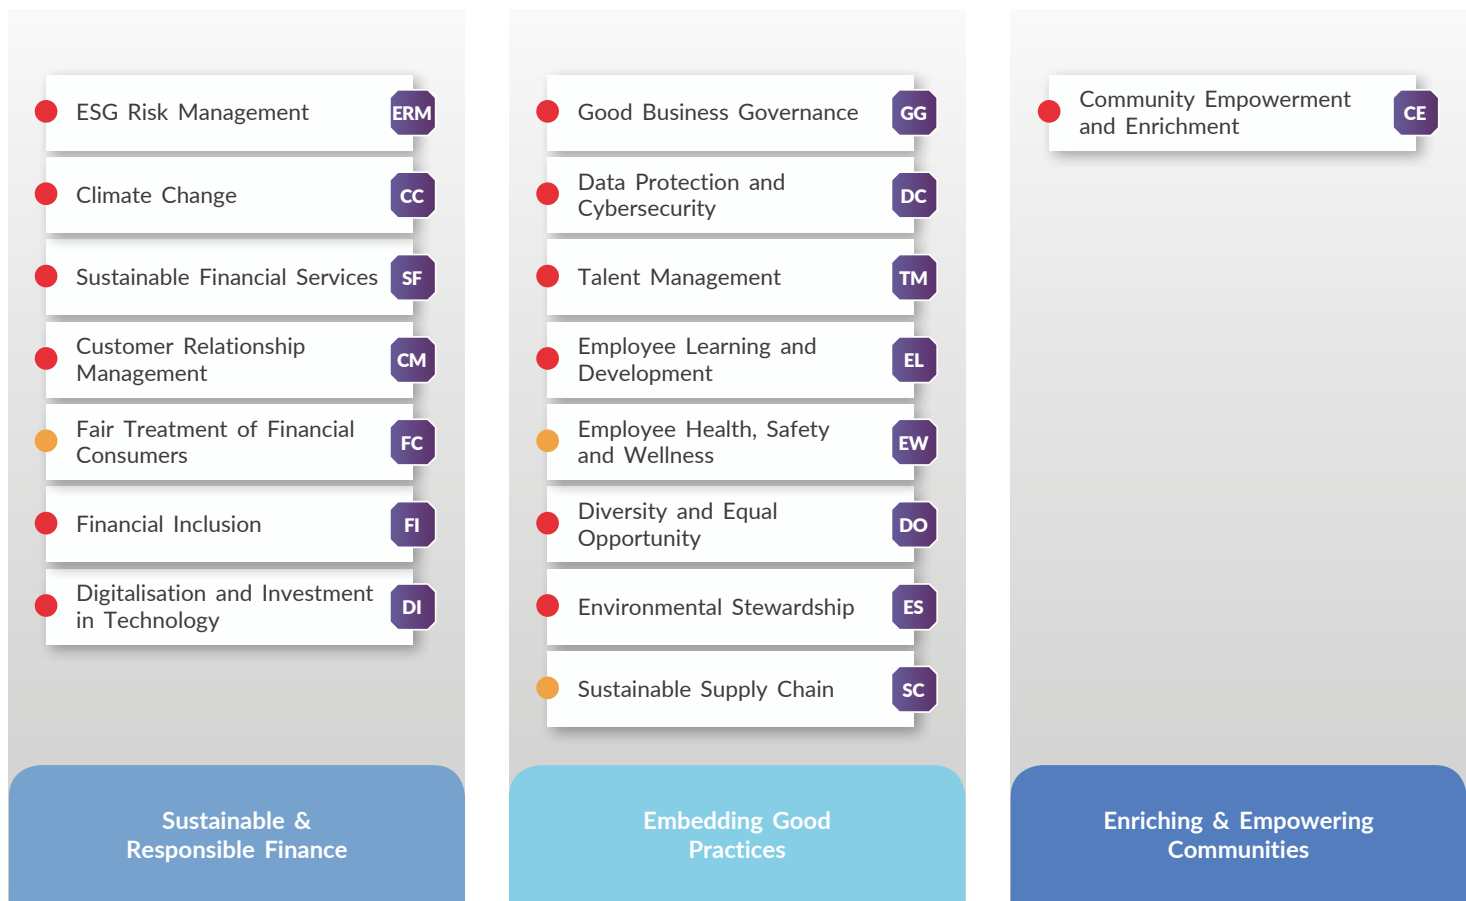 ESG Risk Management
ERM
Climate Change
CC
Sustainable Financial Services
SF
Customer Relationship
Management
CM
Fair Treatment of Financial
Consumers
FC
Financial Inclusion
FI
Digitalisation and Investment
in Technology
DI
Sustainable &
Responsible Finance
Good Business Governance
GG
Data Protection and
Cybersecurity
DC
Talent Management
TM
Employee Learning and
Development
EL
Employee Health, Safety
and Wellness
EW
Diversity and Equal
Opportunity
DO
Environmental Stewardship
ES
Sustainable Supply Chain
SC
Embedding Good
Practices
Community Empowerment
and Enrichment
CE
Enriching & Empowering
Communities